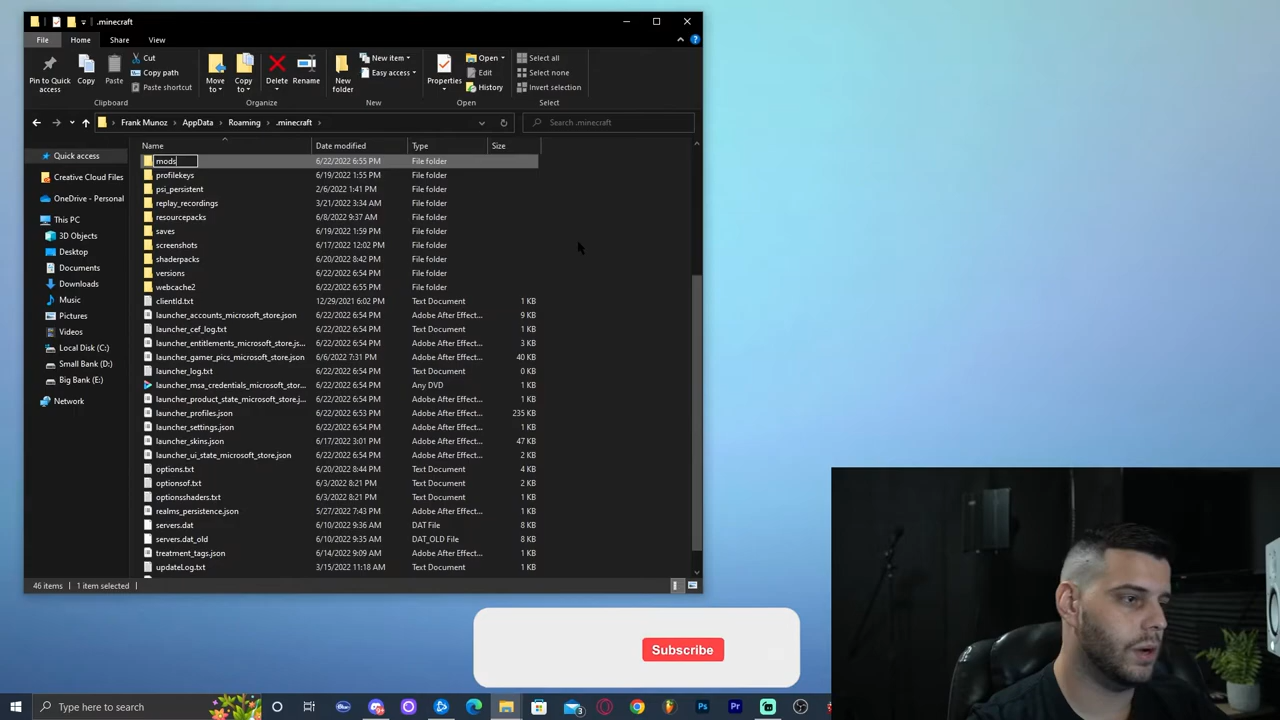 .minecraft
File Home Share View
Pin to Quick access
Copy
Paste
Cut
Copy path
Paste shortcut
Clipboard
Move to
Copy to
Delete
Rename
Organize
New folder
New item
Easy access
New
Properties
Open
Edit
History
Open
Select all
Select none
Invert selection
Select
Frank Munoz > AppData > Roaming > .minecraft >
Search .minecraft
Quick access
Creative Cloud Files
OneDrive - Personal
This PC
3D Objects
Desktop
Documents
Downloads
Music
Pictures
Videos
Local Disk (C:)
Small Bank (D:)
Big Bank (E:)
Network
Name Date modified Type Size
mods 6/22/2022 6:55 PM File folder
profilekeys 6/19/2022 1:55 PM File folder
psi_persistent 2/6/2022 1:41 PM File folder
replay_recordings 3/21/2022 3:34 AM File folder
resourcepacks 6/8/2022 9:37 AM File folder
saves 6/19/2022 1:59 PM File folder
screenshots 6/17/2022 12:02 PM File folder
shaderpacks 6/20/2022 8:42 PM File folder
versions 6/22/2022 6:54 PM File folder
webcache2 6/22/2022 6:55 PM File folder
clientId.txt 12/29/2021 6:02 PM Text Document 1 KB
launcher_accounts_microsoft_store.json 6/22/2022 6:54 PM Adobe After Effect... 9 KB
launcher_cef_log.txt 6/22/2022 6:54 PM Text Document 1 KB
launcher_entitlements_microsoft_store.js... 6/22/2022 6:54 PM Adobe After Effect... 3 KB
launcher_gamer_pics_microsoft_store.json 6/6/2022 7:31 PM Adobe After Effect... 40 KB
launcher_log.txt 6/22/2022 6:54 PM Text Document 0 KB
launcher_msa_credentials_microsoft_stor... 6/22/2022 6:54 PM Any DVD 1 KB
launcher_product_state_microsoft_store.j... 6/22/2022 6:54 PM Adobe After Effect... 1 KB
launcher_profiles.json 6/22/2022 6:53 PM Adobe After Effect... 235 KB
launcher_settings.json 6/22/2022 6:54 PM Adobe After Effect... 1 KB
launcher_skins.json 6/17/2022 3:01 PM Adobe After Effect... 47 KB
launcher_ui_state_microsoft_store.json 6/22/2022 6:54 PM Adobe After Effect... 2 KB
options.txt 6/20/2022 8:44 PM Text Document 4 KB
optionsof.txt 6/3/2022 8:21 PM Text Document 1 KB
optionsshaders.txt 6/3/2022 8:21 PM Text Document 1 KB
realms_persistence.json 5/27/2022 7:43 PM Adobe After Effect... 1 KB
servers.dat 6/10/2022 9:36 AM DAT File 8 KB
servers.dat_old 6/10/2022 9:35 AM DAT_OLD File 8 KB
treatment_tags.json 6/14/2022 9:09 AM Adobe After Effect... 1 KB
updateLog.txt 3/15/2022 11:18 AM Text Document 1 KB
46 items 1 item selected
Subscribe
Type here to search
3
Ps
Pr